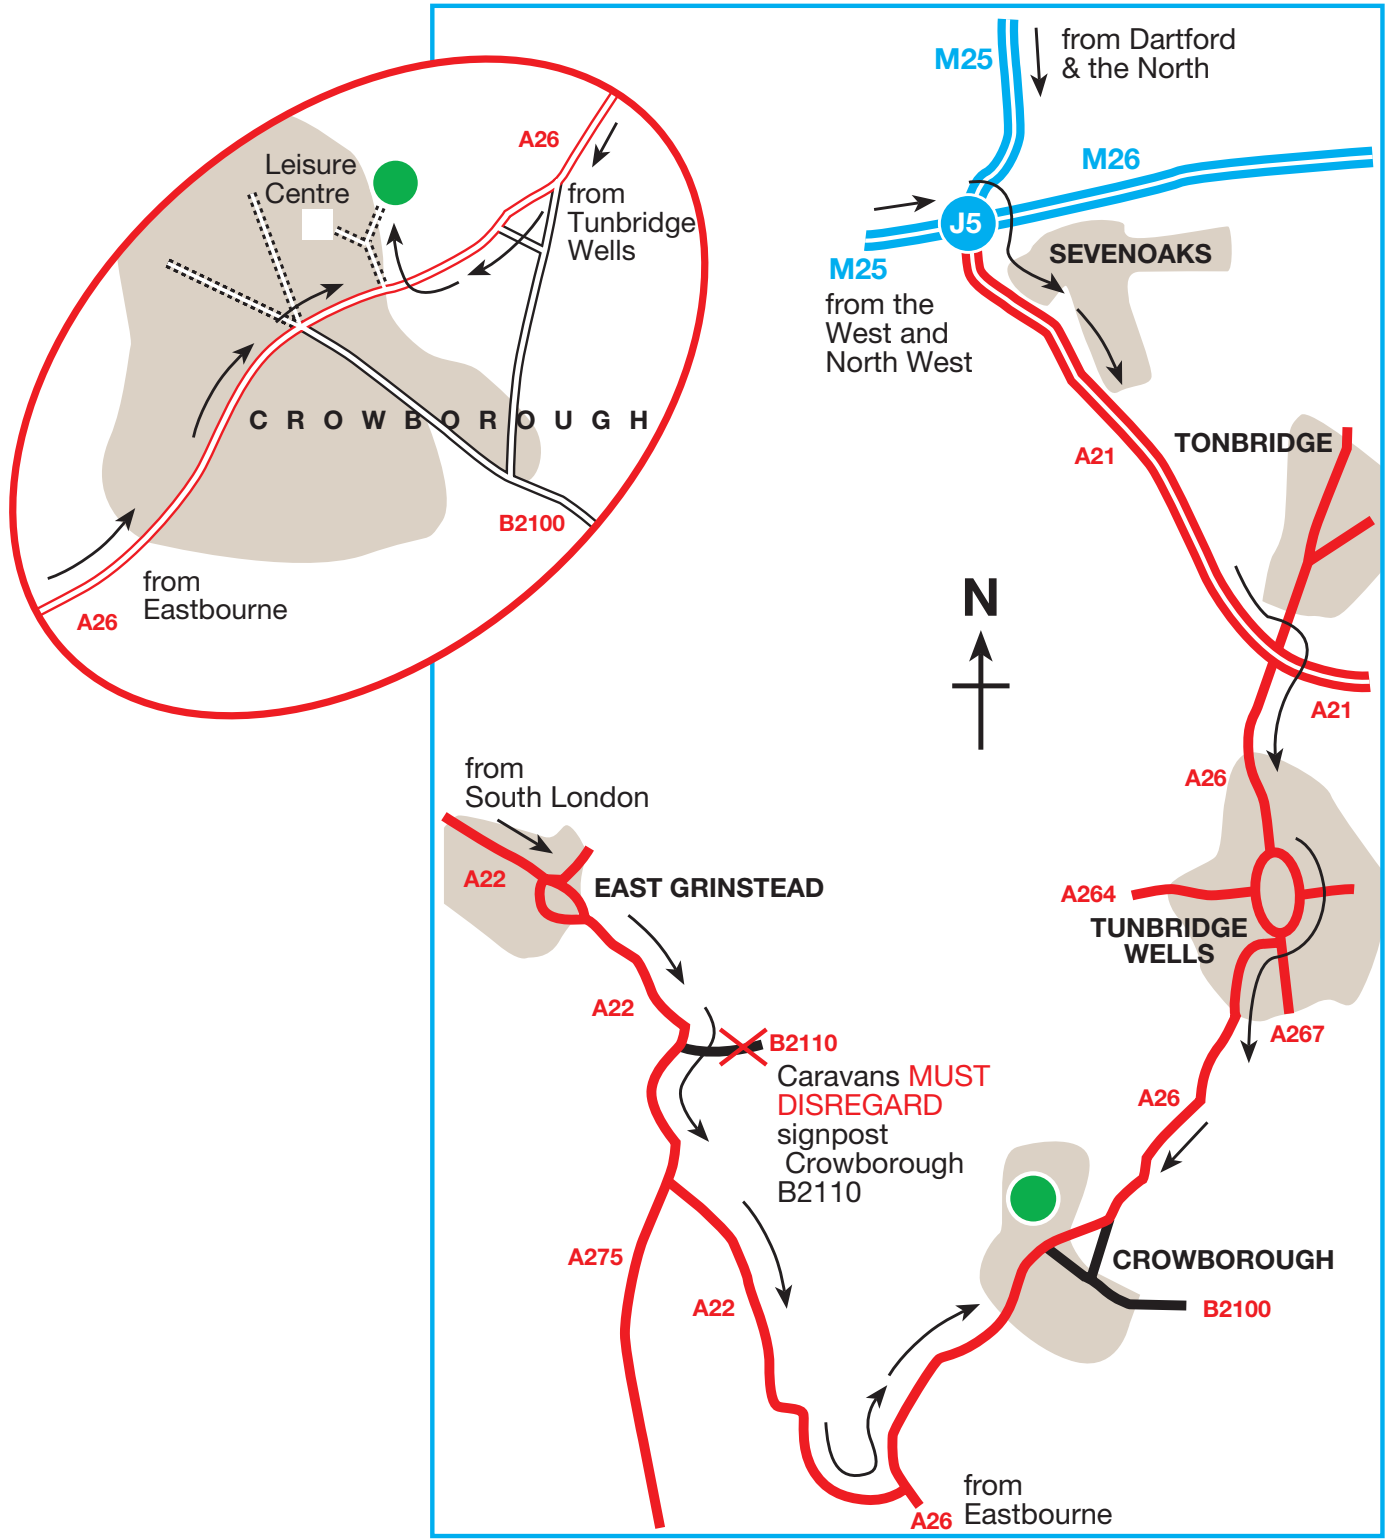 M25
from Dartford
& the North
M26
J5
M25
from the
West and
North West
SEVENOAKS
A21
TONBRIDGE
N
A21
A26
A264
TUNBRIDGE
WELLS
A267
A26
CROWBOROUGH
B2100
A26
from
Eastbourne
from
South London
A22
EAST GRINSTEAD
A22
B2110
Caravans MUST
DISREGARD
signpost
Crowborough
B2110
A275
A22
A26
Leisure
Centre
from
Tunbridge
Wells
CROWBOROUGH
B2100
from
Eastbourne
A26